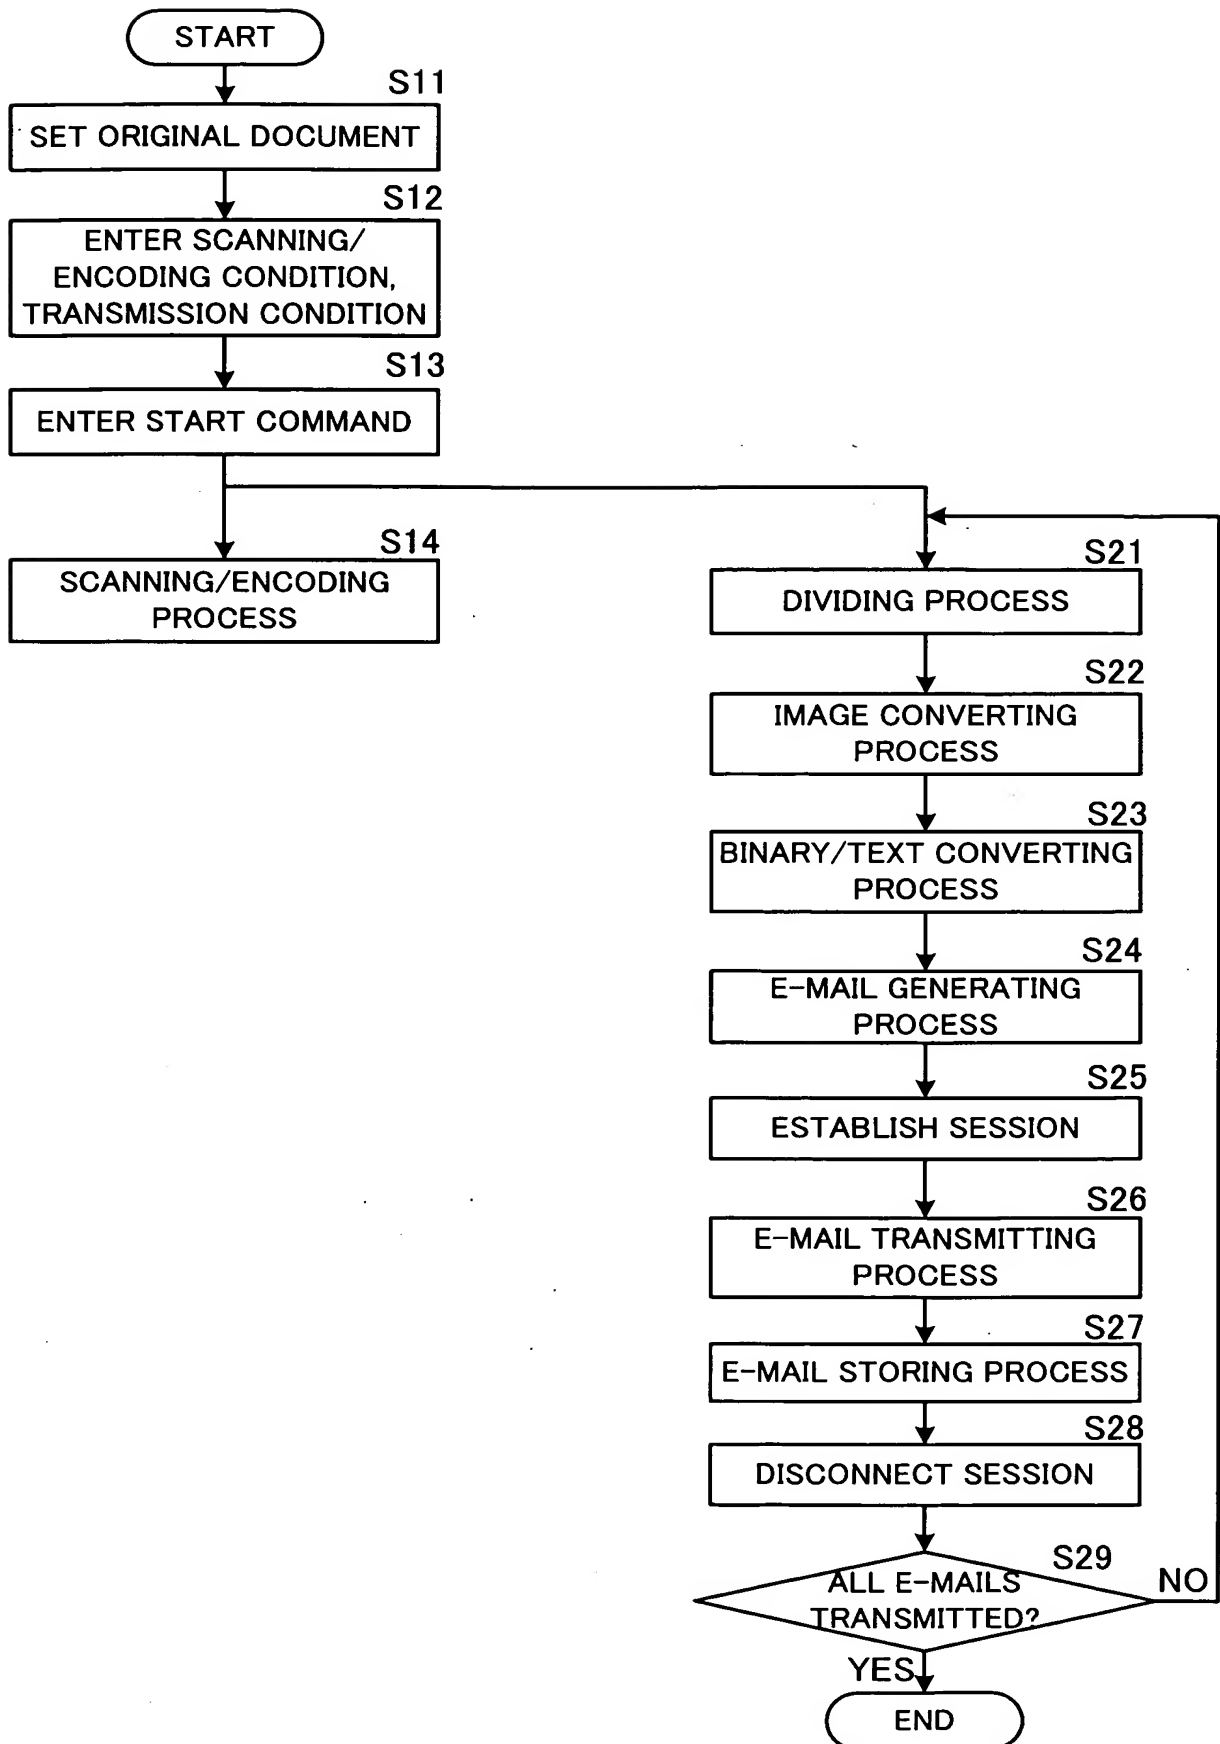 START
S11
SET ORIGINAL DOCUMENT
S12
ENTER SCANNING/
ENCODING CONDITION,
TRANSMISSION CONDITION
S13
ENTER START COMMAND
S14
SCANNING/ENCODING
PROCESS
S21
DIVIDING PROCESS
S22
IMAGE CONVERTING
PROCESS
S23
BINARY/TEXT CONVERTING
PROCESS
S24
E-MAIL GENERATING
PROCESS
S25
ESTABLISH SESSION
S26
E-MAIL TRANSMITTING
PROCESS
S27
E-MAIL STORING PROCESS
S28
DISCONNECT SESSION
S29
ALL E-MAILS
TRANSMITTED?
NO
YES
END